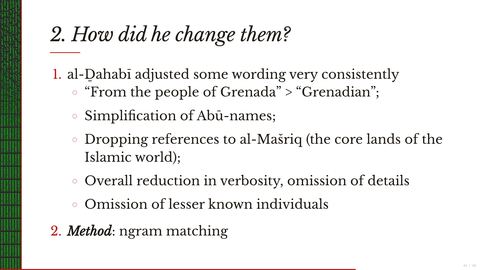 2. How did he change them?
1. al-Ḏahabī adjusted some wording very consistently
○ “From the people of Grenada” > “Grenadian”;
○ Simplification of Abū-names;
○ Dropping references to al-Mašriq (the core lands of the
Islamic world);
○ Overall reduction in verbosity, omission of details
○ Omission of lesser known individuals
2. Method: ngram matching